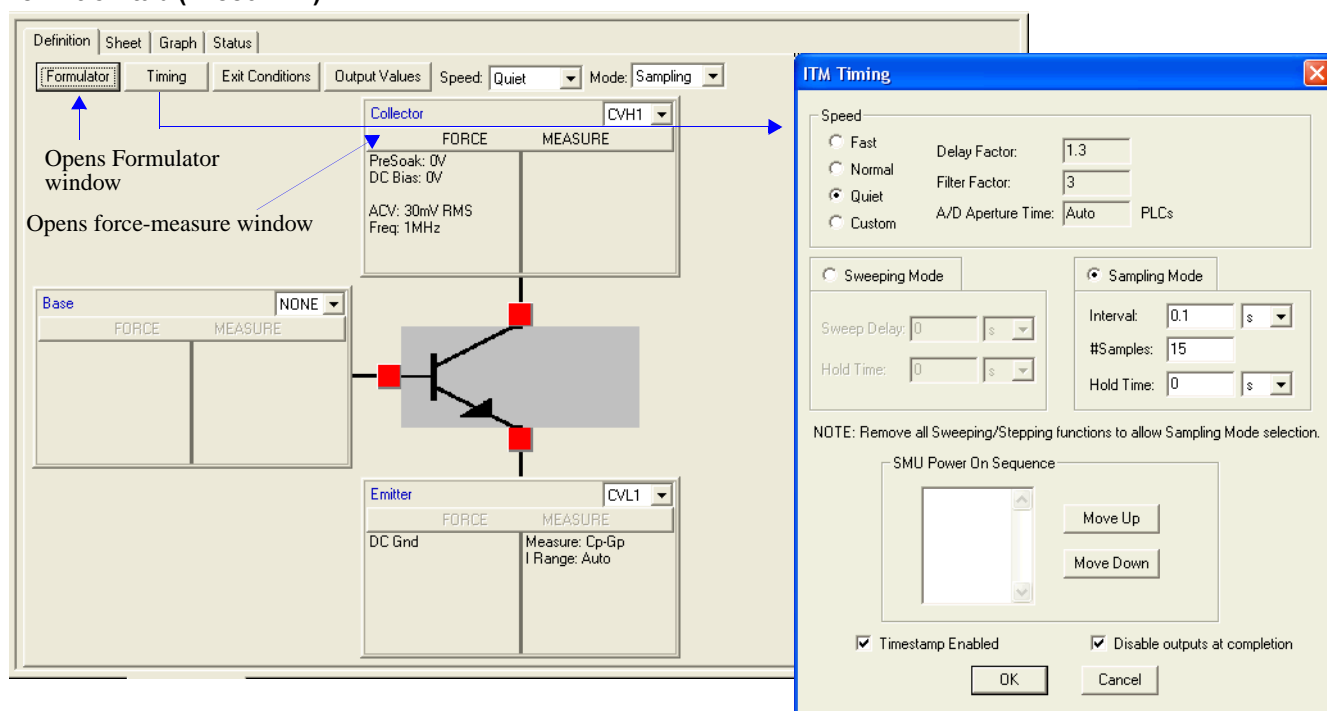 Definition Sheet Graph Status
Formulator Timing Exit Conditions Output Values Speed: Quiet Mode: Sampling
Opens Formulator
window
Opens force-measure window
Collector CVH1
FORCE MEASURE
PreSoak: 0V
DC Bias: 0V
ACV: 30mV RMS
Freq: 1MHz
Base NONE
FORCE MEASURE
Emitter CVL1
FORCE MEASURE
DC Gnd Measure: Cp-Gp
I Range: Auto
ITM Timing
Speed
Fast
Normal
Quiet
Custom
Delay Factor: 1.3
Filter Factor: 3
A/D Aperture Time: Auto PLCs
Sweeping Mode
Sweep Delay: 0 s
Hold Time: 0 s
Sampling Mode
Interval: 0.1 s
#Samples: 15
Hold Time: 0 s
NOTE: Remove all Sweeping/Stepping functions to allow Sampling Mode selection.
SMU Power On Sequence
Move Up
Move Down
Timestamp Enabled Disable outputs at completion
OK Cancel